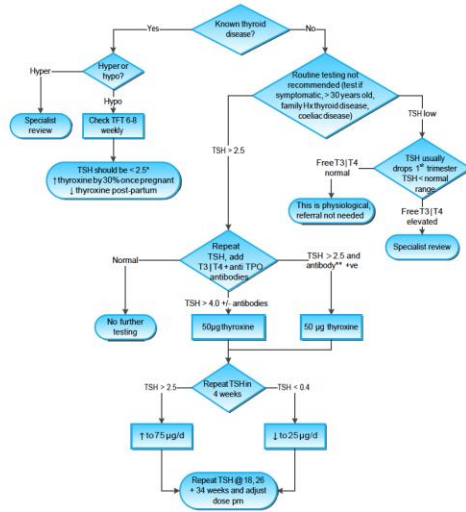 Known thyroid
disease?
Yes
No
Hyper or
hypo?
Hyper
Hypo
Specialist
review
Check TFT 6-8
weekly
TSH should be < 2.5*
↑ thyroxine by 30% once pregnant
↓ thyroxine post-partum
Routine testing not
recommended (test if
symptomatic, > 30 years old,
family Hx thyroid disease,
coeliac disease)
TSH > 2.5
TSH low
TSH usually
drops 1st trimester
TSH < normal
range
Free T3 | T4
normal
This is physiological,
referral not needed
Free T3 | T4
elevated
Specialist review
Repeat
TSH, add
T3 | T4 + anti TPO
antibodies
Normal
No further
testing
TSH > 4.0 +/- antibodies
TSH > 2.5 and
antibody** +ve
50µg thyroxine
50 µg thyroxine
Repeat TSH in
4 weeks
TSH > 2.5
TSH < 0.4
↑ to 75 µg/d
↓ to 25 µg/d
Repeat TSH @ 18, 26
+ 34 weeks and adjust
dose prn